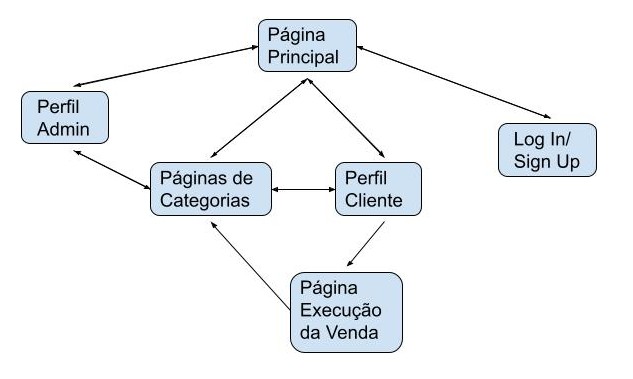 Página
Principal
Perfil
Admin
Log In/
Sign Up
Páginas de
Categorias
Perfil
Cliente
Página
Execução
da Venda